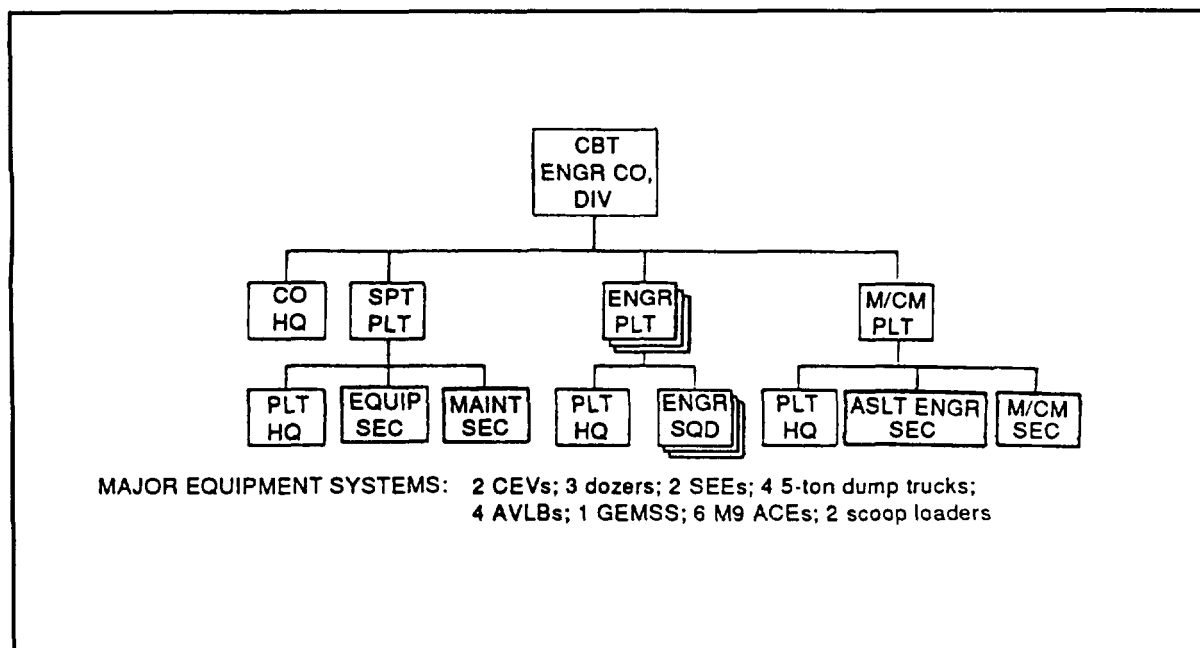 CBT
ENGR CO,
DIV
CO
HQ
SPT
PLT
ENGR
PLT
M/CM
PLT
PLT
HQ
EQUIP
SEC
MAINT
SEC
PLT
HQ
ENGR
SQD
PLT
HQ
ASLT ENGR
SEC
M/CM
SEC
MAJOR EQUIPMENT SYSTEMS: 2 CEVs; 3 dozers; 2 SEEs; 4 5-ton dump trucks;
4 AVLBs; 1 GEMSS; 6 M9 ACEs; 2 scoop loaders